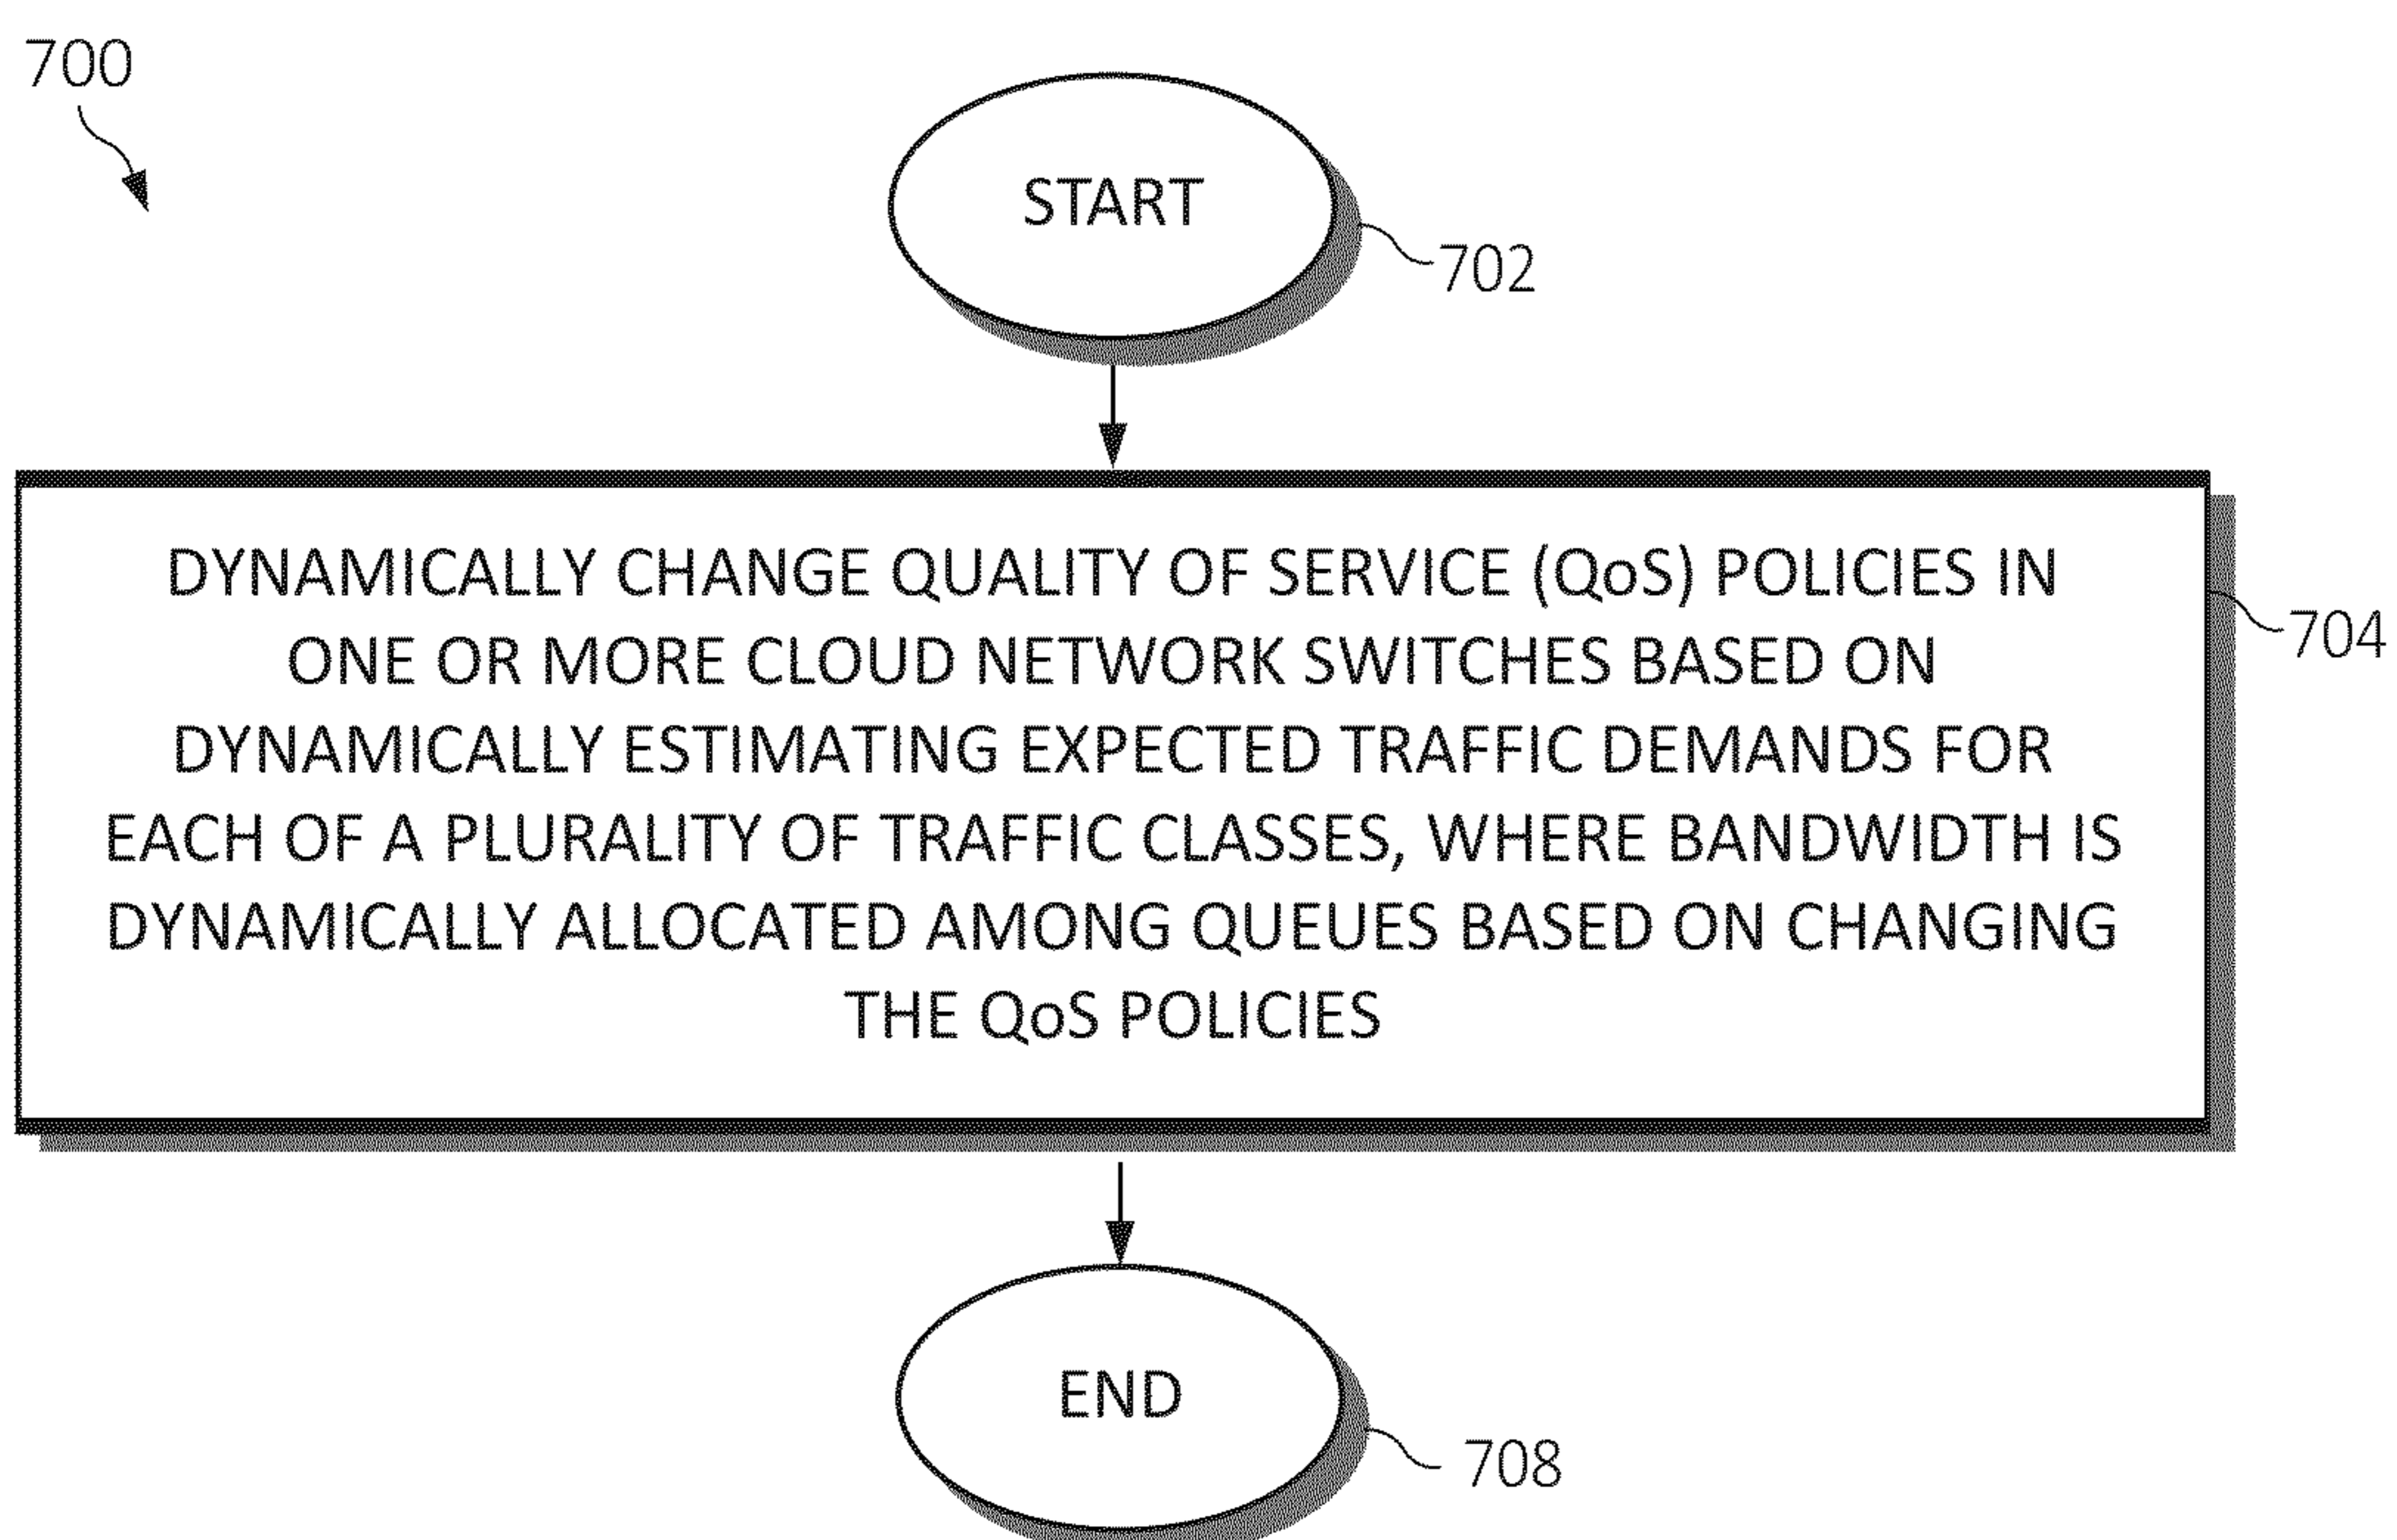 700
START
702
DYNAMICALLY CHANGE QUALITY OF SERVICE (QoS) POLICIES IN
ONE OR MORE CLOUD NETWORK SWITCHES BASED ON
DYNAMICALLY ESTIMATING EXPECTED TRAFFIC DEMANDS FOR
EACH OF A PLURALITY OF TRAFFIC CLASSES, WHERE BANDWIDTH IS
DYNAMICALLY ALLOCATED AMONG QUEUES BASED ON CHANGING
THE QoS POLICIES
704
END
708